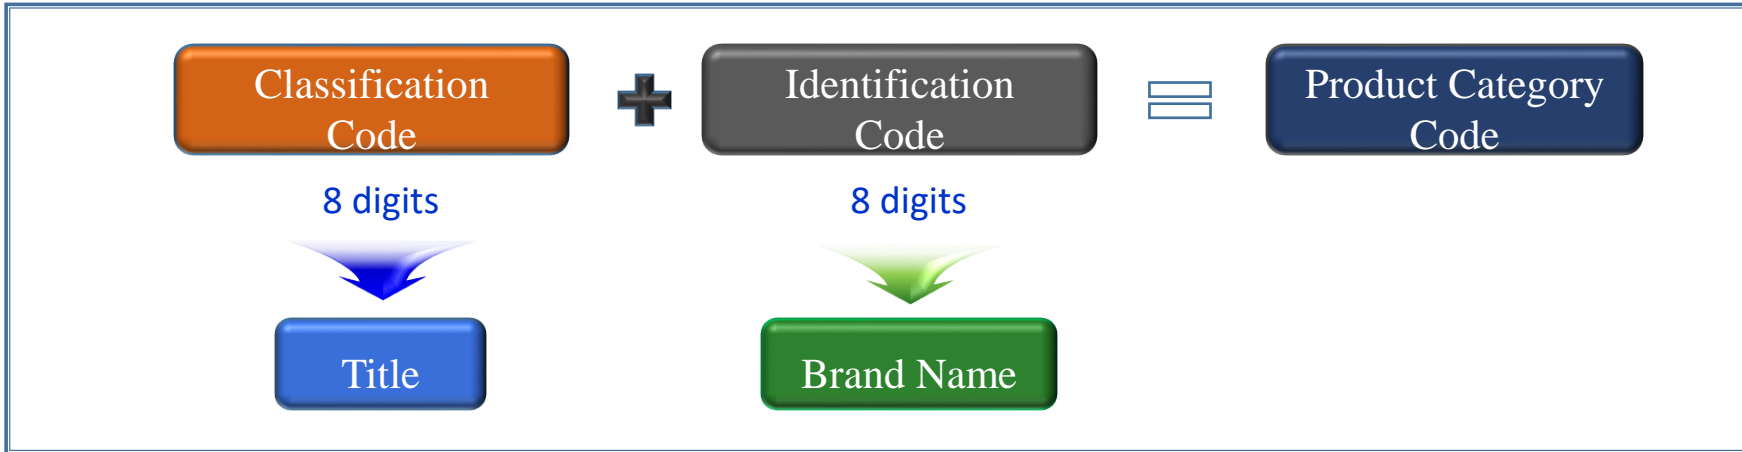 Classification
Code
Identification
Code
Product Category
Code
8 digits
8 digits
Title
Brand Name